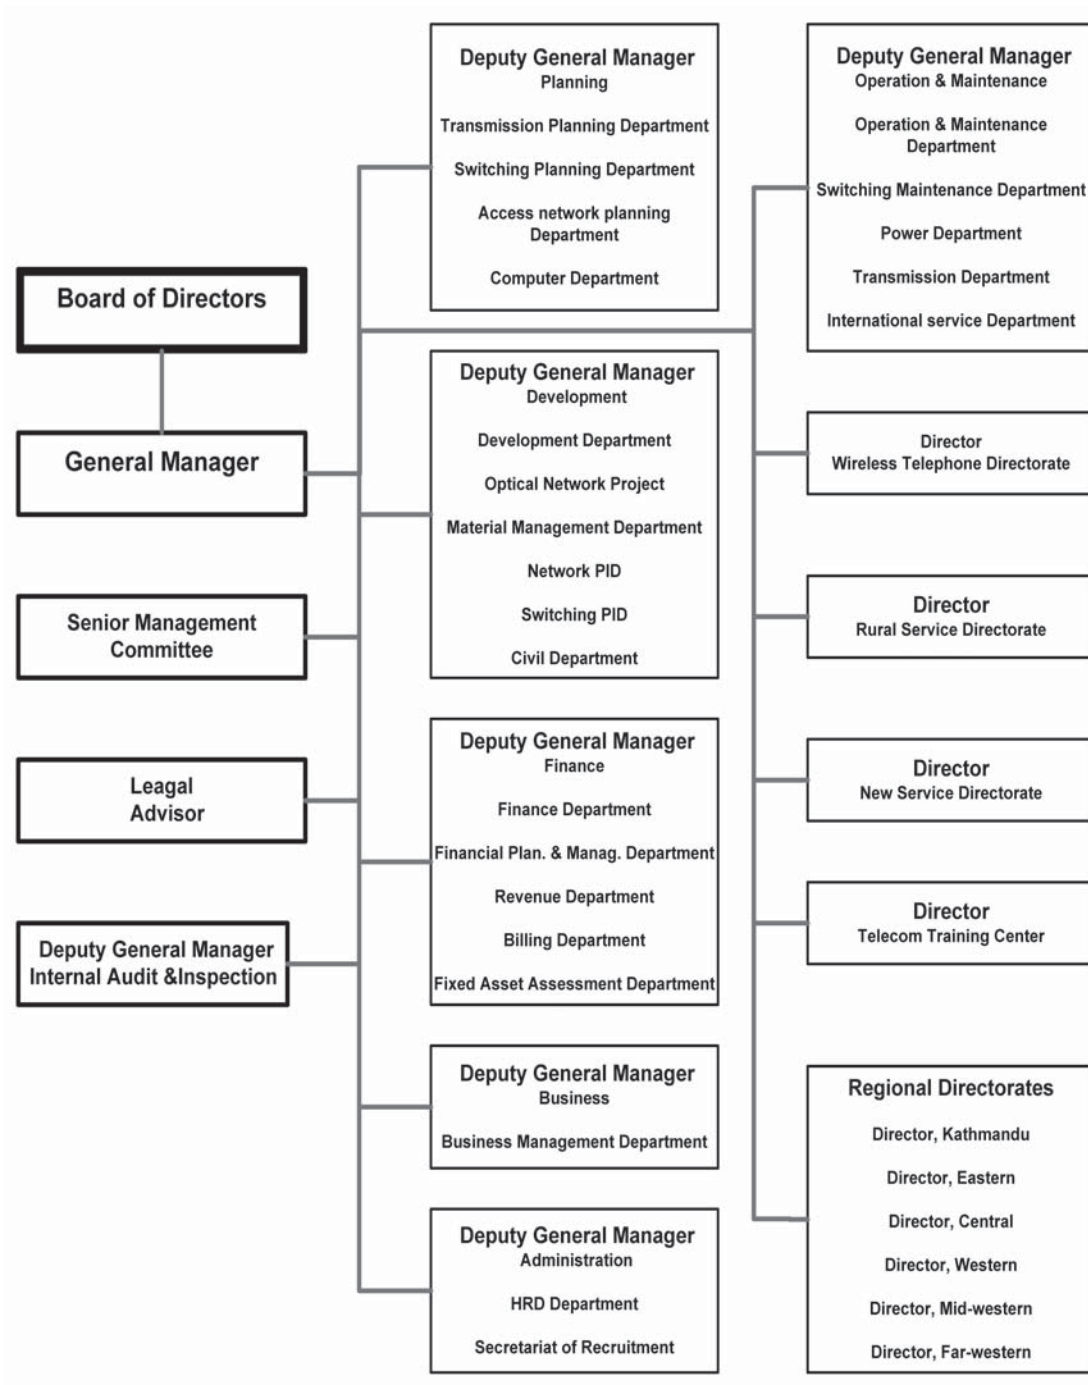 Board of Directors
General Manager
Senior Management
Committee
Leagal
Advisor
Deputy General Manager
Internal Audit &Inspection
Deputy General Manager
Planning
Transmission Planning Department
Switching Planning Department
Access network planning
Department
Computer Department
Deputy General Manager
Development
Development Department
Optical Network Project
Material Management Department
Network PID
Switching PID
Civil Department
Deputy General Manager
Finance
Finance Department
Financial Plan. & Manag. Department
Revenue Department
Billing Department
Fixed Asset Assessment Department
Deputy General Manager
Business
Business Management Department
Deputy General Manager
Administration
HRD Department
Secretariat of Recruitment
Deputy General Manager
Operation & Maintenance
Operation & Maintenance
Department
Switching Maintenance Department
Power Department
Transmission Department
International service Department
Director
Wireless Telephone Directorate
Director
Rural Service Directorate
Director
New Service Directorate
Director
Telecom Training Center
Regional Directorates
Director, Kathmandu
Director, Eastern
Director, Central
Director, Western
Director, Mid-western
Director, Far-western